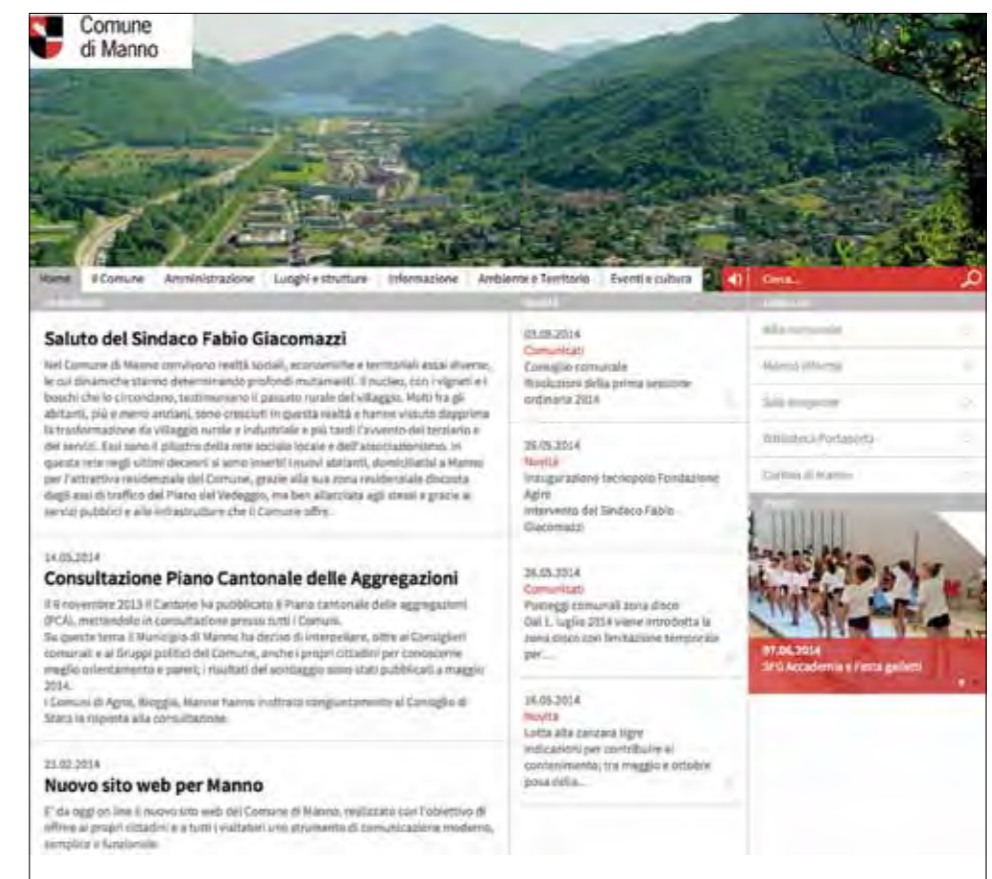 Comune
di Manno
Home Il Comune Amministrazione Luoghi e strutture Informazione Ambiente e Territorio Eventi e cultura Cerca...
Saluto del Sindaco Fabio Giacomazzi
Nel Comune di Manno convivono realtà sociali, economiche e territoriali assai diverse,
le cui dinamiche stanno determinando profondi mutamenti. Il nucleo, con i vigneti e i
boschi che lo circondano, testimoniano il passato rurale del villaggio. Molti fra gli
abitanti, più e meno anziani, sono cresciuti in questa realtà e hanno vissuto dapprima
la trasformazione da villaggio rurale e industriale e più tardi l'avvento del terziario e
dei servizi. Essi sono il pilastro della rete sociale locale e dell'associazionismo. In
questa rete negli ultimi decenni si sono inseriti i nuovi abitanti, domiciliatisi a Manno
per l'attrattiva residenziale del Comune, grazie alla sua zona residenziale discosta
dagli assi di traffico del Piano del Vedeggio, ma ben allacciata agli stessi e grazie ai
servizi pubblici e alle infrastrutture che il Comune offre.
14.05.2014
Consultazione Piano Cantonale delle Aggregazioni
Il 6 novembre 2013 il Cantone ha pubblicato il Piano cantonale delle aggregazioni
(PCA), mettendolo in consultazione presso tutti i Comuni.
Su questo tema il Municipio di Manno ha deciso di interpellare, oltre ai Consiglieri
comunali e ai Gruppi politici del Comune, anche i propri cittadini per conoscerne
meglio orientamento e pareri; i risultati del sondaggio sono stati pubblicati a maggio
2014.
I Comuni di Agno, Bioggio, Manno hanno inoltrato congiuntamente al Consiglio di
Stato la risposta alla consultazione.
23.02.2014
Nuovo sito web per Manno
E' da oggi on line il nuovo sito web del Comune di Manno, realizzato con l'obiettivo di
offrire ai propri cittadini e a tutti i visitatori uno strumento di comunicazione moderno,
semplice e funzionale.
03.06.2014
Comunicati
Consiglio comunale
Risoluzioni della prima sessione
ordinaria 2014
26.05.2014
Novità
Inaugurazione tecnopolo Fondazione
Agire
Intervento del Sindaco Fabio
Giacomazzi
26.05.2014
Comunicati
Posteggi comunali zona disco
Dal 1. luglio 2014 viene introdotta la
zona disco con limitazione temporale
per....
16.05.2014
Novità
Lotta alla zanzara tigre
Indicazioni per contribuire al
contenimento; tra maggio e ottobre
posa della...
Albo comunale
Manno informa
Sala Aragonite
Biblioteca Portaperta
Cantina di Manno
07.06.2014
SFG Accademia e Festa galletti